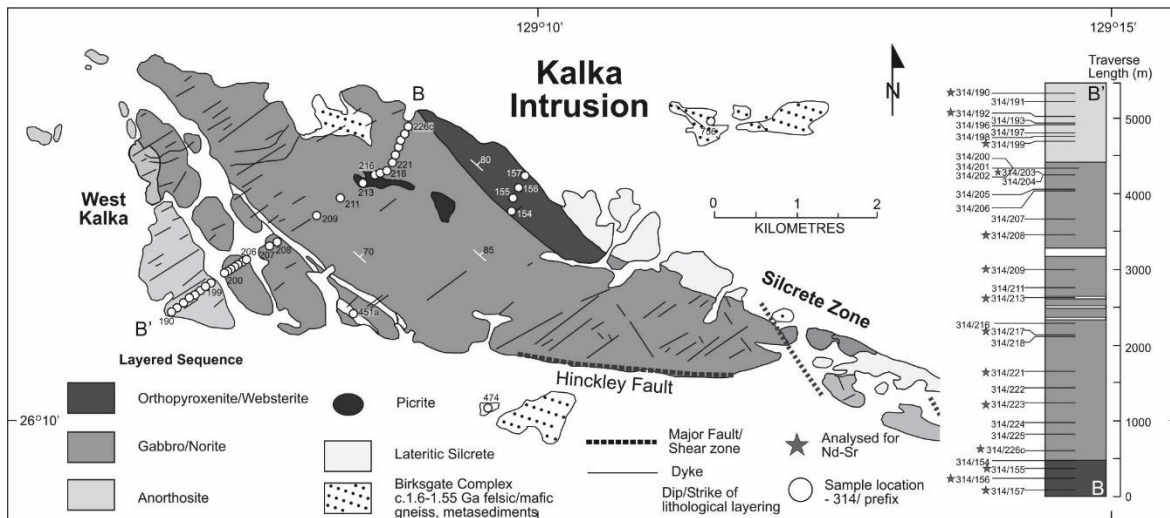 129°10'
129°15'
Kalka
Intrusion
N
Traverse
Length (m)
B'
B
226c
221
216
218
213
211
209
80
157
156
155
154
786
0 1 2
KILOMETRES
West
Kalka
206
208
207
200
199
190
B'
70
85
451a
Silcrete Zone
Hinckley Fault
474
26°10'
Layered Sequence
Orthopyroxenite/Websterite
Gabbro/Norite
Anorthosite
Picrite
Lateritic Silcrete
Birksgate Complex
c.1.6-1.55 Ga felsic/mafic
gneiss, metasediments
Major Fault/
Shear zone
Dyke
Dip/Strike of
lithological layering
Analysed for
Nd-Sr
Sample location
- 314/ prefix
314/190
314/191
314/192
314/193
314/196
314/197
314/198
314/199
314/200
314/201
314/202
314/203
314/204
314/205
314/206
314/207
314/208
314/209
314/211
314/213
314/216
314/217
314/218
314/221
314/222
314/223
314/224
314/225
314/226c
314/154
314/155
314/156
314/157
5000
4000
3000
2000
1000
0
B